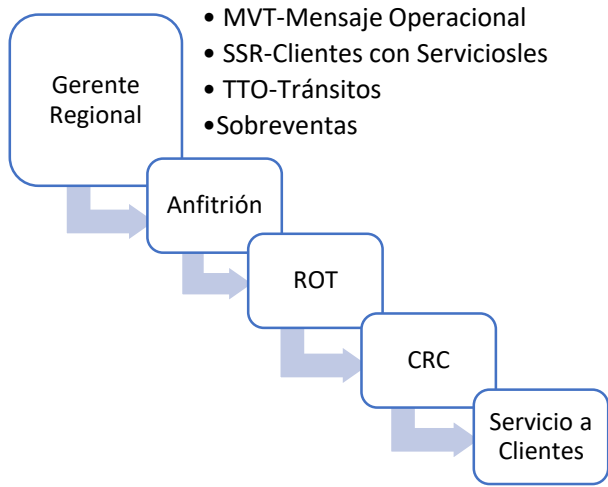 • MVT-Mensaje Operacional
• SSR-Clientes con Serviciosles
• TTO-Tránsitos
•Sobreventas
Gerente
Regional
Anfitrión
ROT
CRC
Servicio a
Clientes